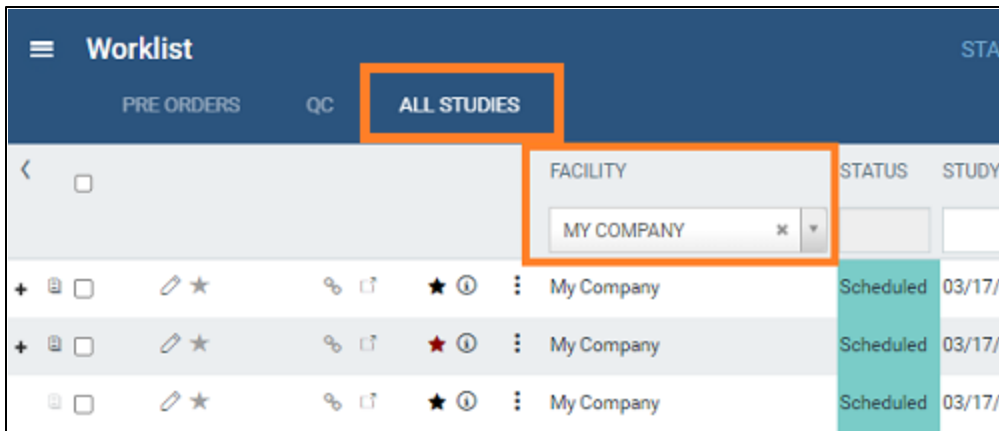 Worklist STA
PRE ORDERS QC ALL STUDIES
FACILITY STATUS STUDY
MY COMPANY
My Company Scheduled 03/17/
My Company Scheduled 03/17/
My Company Scheduled 03/17/